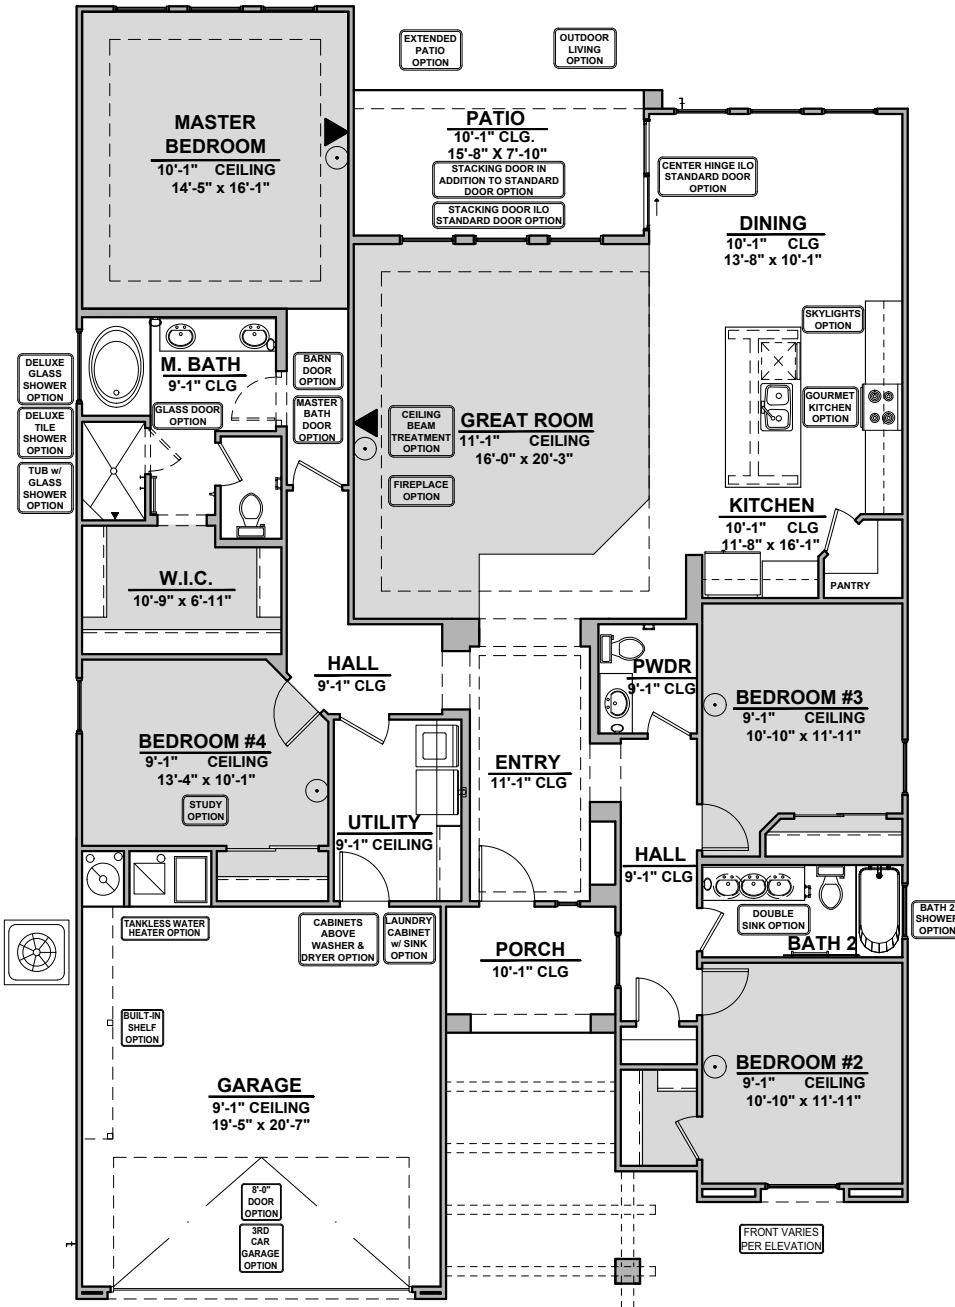 EXTENDED
PATIO
OPTION
OUTDOOR
LIVING
OPTION
MASTER
BEDROOM
10'-1" CEILING
14'-5" x 16'-1"
PATIO
10'-1" CLG.
15'-8" X 7'-10"
STACKING DOOR IN
ADDITION TO STANDARD
DOOR OPTION
STACKING DOOR ILO
STANDARD DOOR OPTION
CENTER HINGE ILO
STANDARD DOOR
OPTION
DINING
10'-1" CLG
13'-8" x 10'-1"
SKYLIGHTS
OPTION
GOURMET
KITCHEN
OPTION
DELUXE
GLASS
SHOWER
OPTION
DELUXE
TILE
SHOWER
OPTION
TUB w/
GLASS
SHOWER
OPTION
M. BATH
9'-1" CLG
GLASS DOOR
OPTION
BARN
DOOR
OPTION
MASTER
BATH
DOOR
OPTION
CEILING
BEAM
TREATMENT
OPTION
GREAT ROOM
11'-1" CEILING
16'-0" x 20'-3"
FIREPLACE
OPTION
KITCHEN
10'-1" CLG
11'-8" x 16'-1"
PANTRY
W.I.C.
10'-9" x 6'-11"
HALL
9'-1" CLG
PWDR
9'-1" CLG
BEDROOM #3
9'-1" CEILING
10'-10" x 11'-11"
BEDROOM #4
9'-1" CEILING
13'-4" x 10'-1"
STUDY
OPTION
ENTRY
11'-1" CLG
UTILITY
9'-1" CEILING
HALL
9'-1" CLG
TANKLESS WATER
HEATER OPTION
CABINETS
ABOVE
WASHER &
DRYER OPTION
LAUNDRY
CABINET
w/ SINK
OPTION
DOUBLE
SINK OPTION
BATH 2
BATH 2
SHOWER
OPTION
PORCH
10'-1" CLG
BUILT-IN
SHELF
OPTION
GARAGE
9'-1" CEILING
19'-5" x 20'-7"
BEDROOM #2
9'-1" CEILING
10'-10" x 11'-11"
8'-0"
DOOR
OPTION
3RD
CAR
GARAGE
OPTION
FRONT VARIES
PER ELEVATION